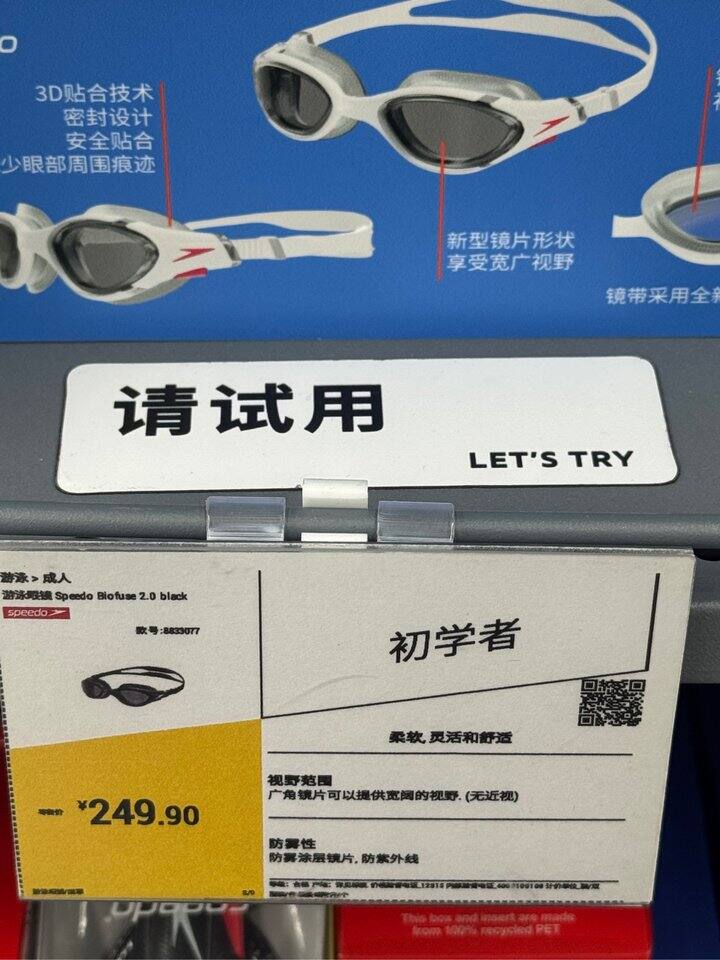 3D贴合技术
密封设计
安全贴合
少眼部周围痕迹
新型镜片形状
享受宽广视野
镜带采用全新
请试用
LET'S TRY
游泳 > 成人
游泳眼镜 Speedo Biofuse 2.0 black
speedo
款号:8833077
初学者
柔软,灵活和舒适
视野范围
广角镜片可以提供宽阔的视野. (无近视)
¥249.90
防雾性
防雾涂层镜片, 防紫外线
speedo
This box and insert are made
from 100% recycled PET